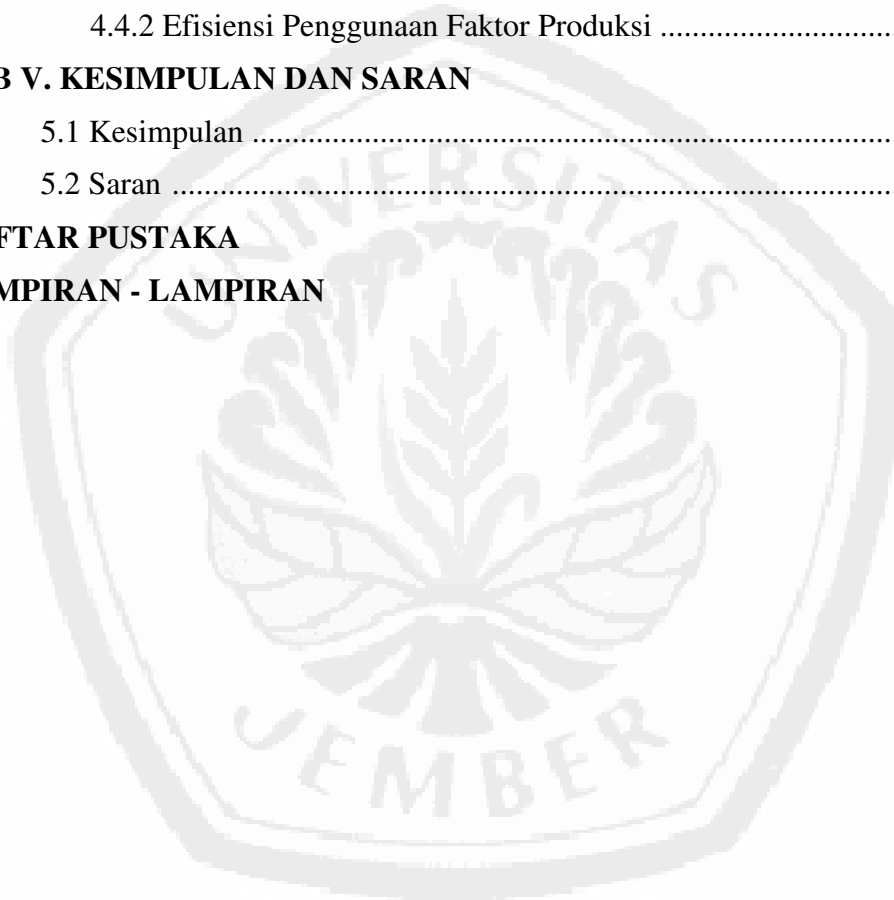 4.4.2 Efisiensi Penggunaan Faktor Produksi ............................
B V. KESIMPULAN DAN SARAN
5.1 Kesimpulan ...................................................................................
5.2 Saran ..............................................................................................
FTAR PUSTAKA
MPIRAN - LAMPIRAN
UNIVERSITAS
JEMBER